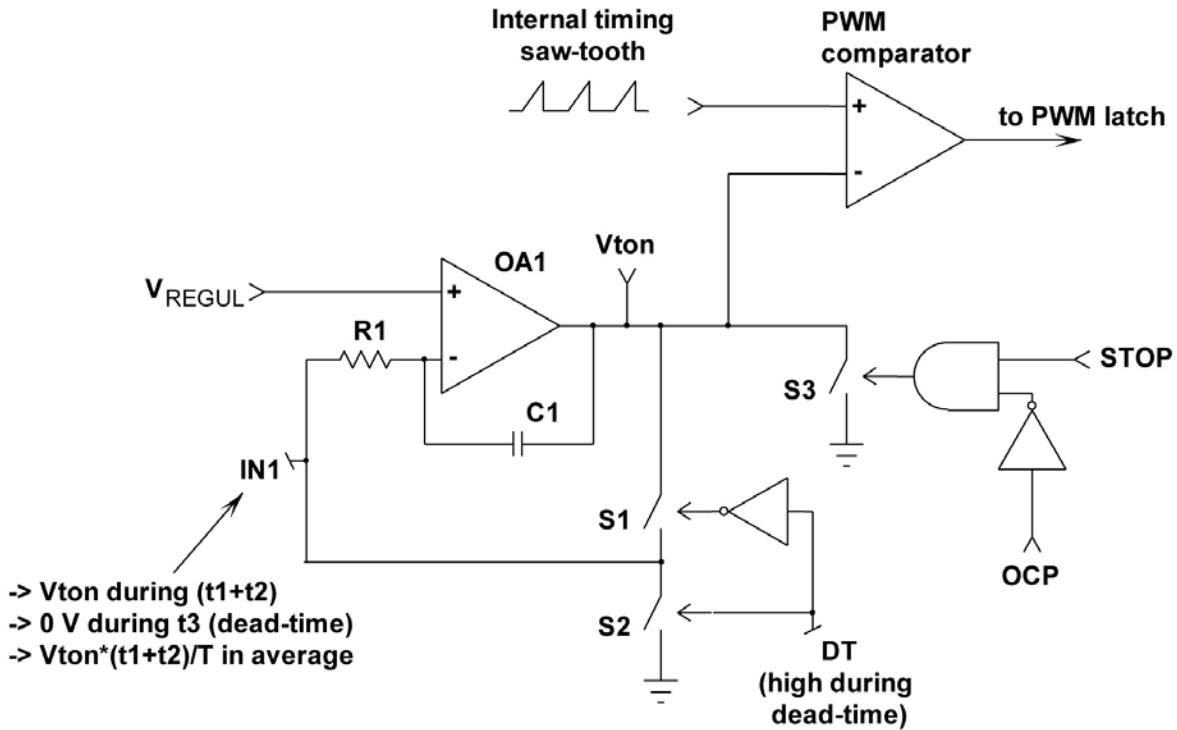 Internal timing
saw-tooth
PWM
comparator
+
-
to PWM latch
Vton
OA1
VREGUL
+
-
R1
C1
S3
STOP
IN1
S1
OCP
-> Vton during (t1+t2)
-> 0 V during t3 (dead-time)
-> Vton*(t1+t2)/T in average
S2
DT
(high during
dead-time)